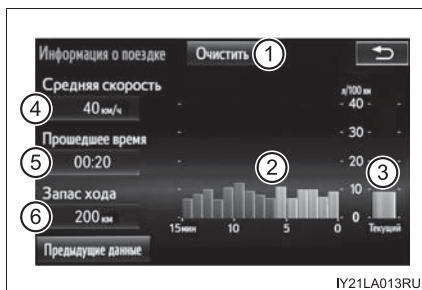 Информация о поездке Очистить 1
Средняя скорость л/100 км
4 40 км/ч - 40 -
Прошедшее время - 30 -
5 00:20 2 - 20 - 3
Запас хода - 10 -
6 200 км 0
15мин 10 5 0 Текущий
Предыдущие данные
IY21LA013RU